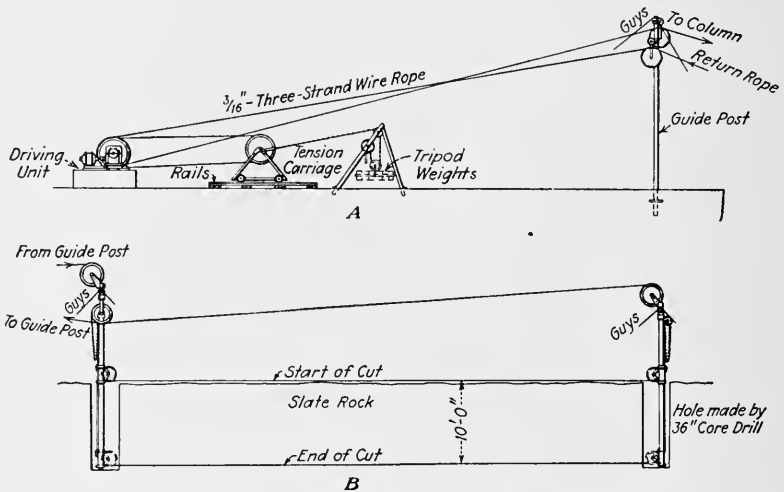 Guys
To Column
Return Rope
3/16"-Three-Strand Wire Rope
Guide Post
Driving
Unit
Rails
Tension
Carriage
Tripod
Weights
A
From Guide Post
Guys
To Guide Post
Guys
Start of Cut
Slate Rock
10'-0"
Hole made by
36" Core Drill
End of Cut
B